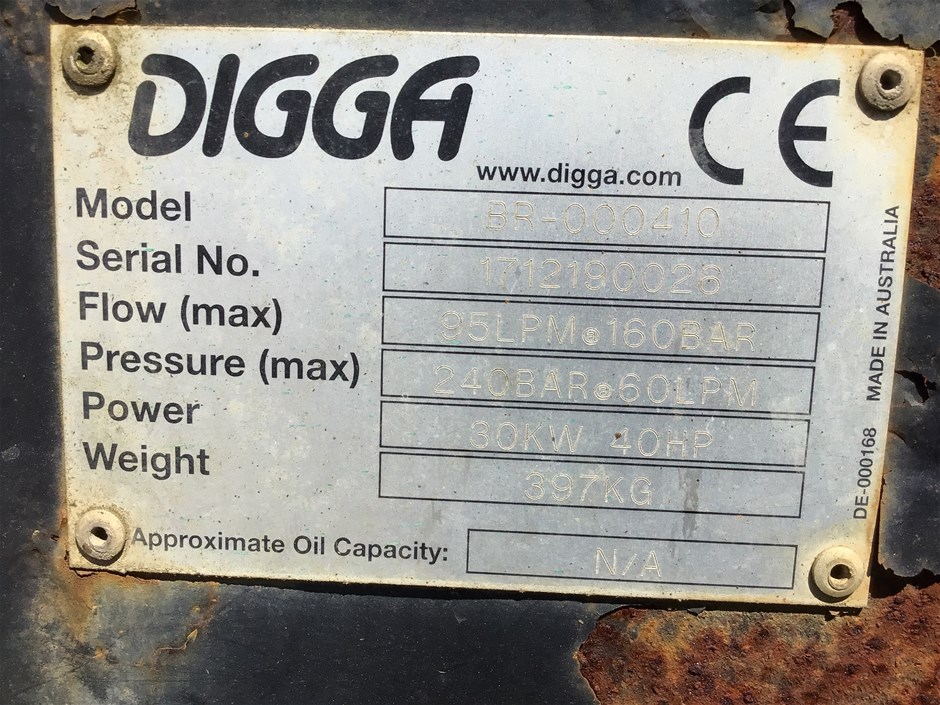 DIGGA
CE
www.digga.com
Model BR-000410
Serial No. 1712190028
Flow (max) 95LPM@160BAR
Pressure (max) 240BAR@60LPM
Power 30KW 40HP
Weight 397KG
Approximate Oil Capacity: N/A
DE-000168 MADE IN AUSTRALIA